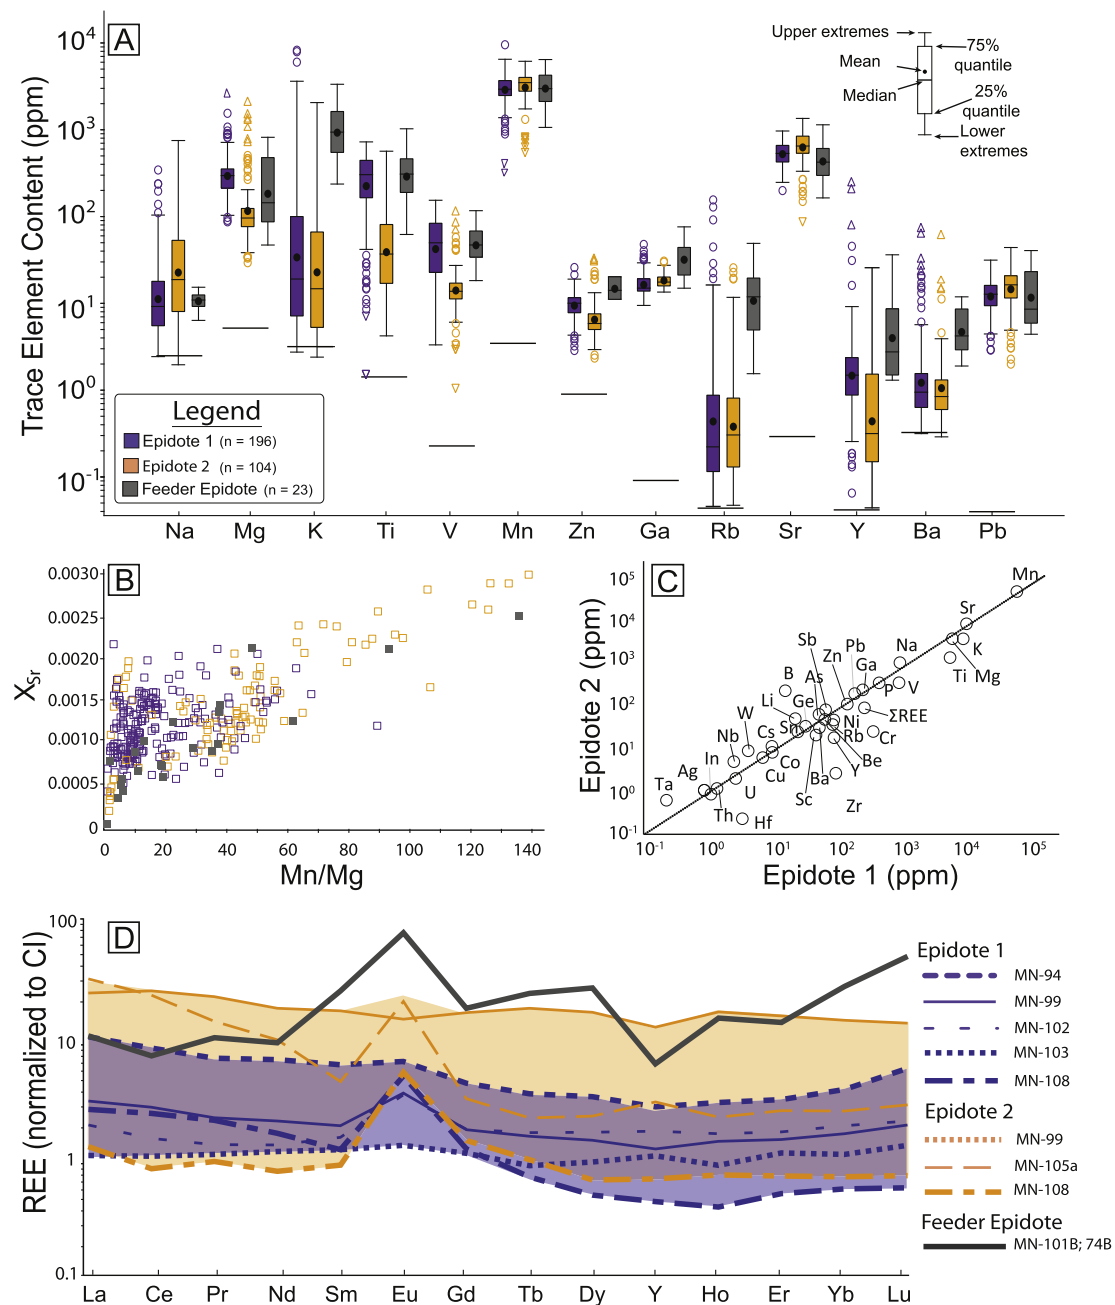 A
Trace Element Content (ppm)
10⁴
10³
10²
10¹
10⁰
10⁻¹
Upper extremes
75% quantile
Mean
Median
25% quantile
Lower extremes
Legend
Epidote 1 (n = 196)
Epidote 2 (n = 104)
Feeder Epidote (n = 23)
Na Mg K Ti V Mn Zn Ga Rb Sr Y Ba Pb
B
X_Sr
0.0030
0.0025
0.0020
0.0015
0.0010
0.0005
0
0 20 40 60 80 100 120 140
Mn/Mg
C
Epidote 2 (ppm)
10⁵
10⁴
10³
10²
10¹
10⁰
10⁻¹
Mn
Sr
K
Ti Mg
Na
Sb
Pb
Zn
Ga
P
V
B
As
Ge
Li
ΣREE
W
Ni
Cs
Sn
Rb
Cr
Nb
In
Co
Be
Ag
Cu
Ba
Y
Ta
U
Sc
Zr
Th
Hf
10⁻¹ 10⁰ 10¹ 10² 10³ 10⁴ 10⁵
Epidote 1 (ppm)
D
REE (normalized to CI)
100
10
1
0.1
La Ce Pr Nd Sm Eu Gd Tb Dy Y Ho Er Yb Lu
Epidote 1
MN-94
MN-99
MN-102
MN-103
MN-108
Epidote 2
MN-99
MN-105a
MN-108
Feeder Epidote
MN-101B; 74B